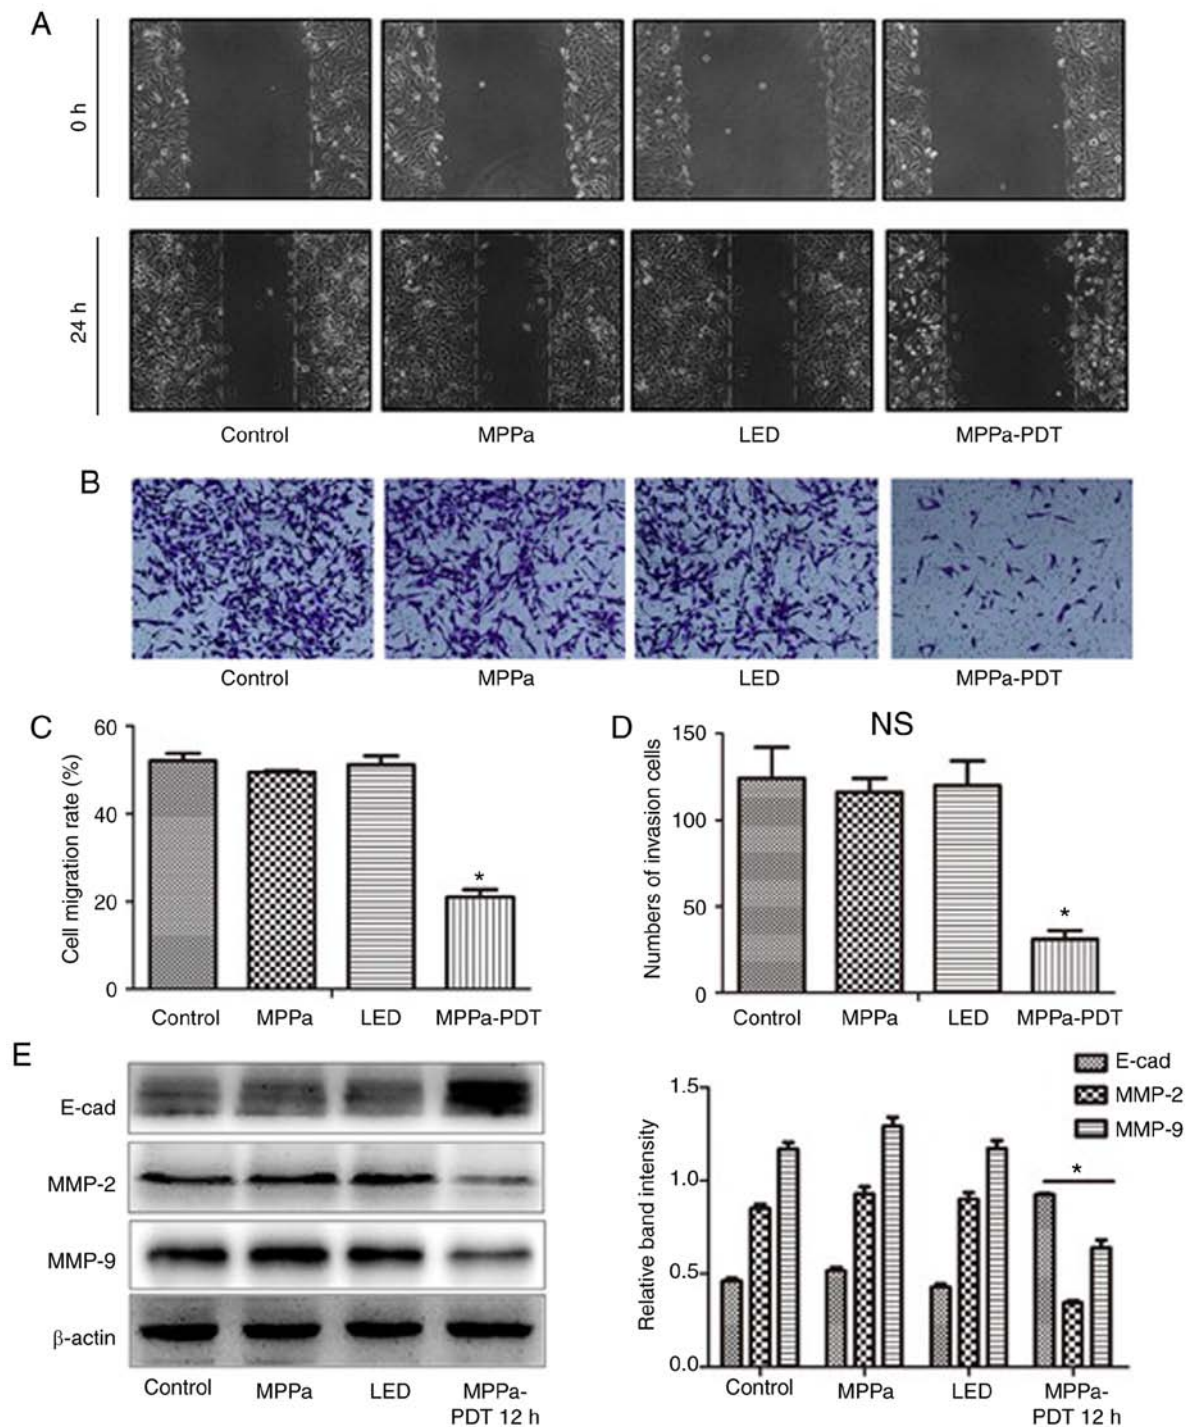 A
0 h
24 h
Control
MPPa
LED
MPPa-PDT
B
Control
MPPa
LED
MPPa-PDT
C
Cell migration rate (%)
60
40
20
0
*
Control
MPPa
LED
MPPa-PDT
D
NS
Numbers of invasion cells
150
100
50
0
*
Control
MPPa
LED
MPPa-PDT
E
E-cad
MMP-2
MMP-9
β-actin
Control
MPPa
LED
MPPa-
PDT 12 h
E-cad
MMP-2
MMP-9
Relative band intensity
1.5
1.0
0.5
0.0
*
Control
MPPa
LED
MPPa-
PDT 12 h